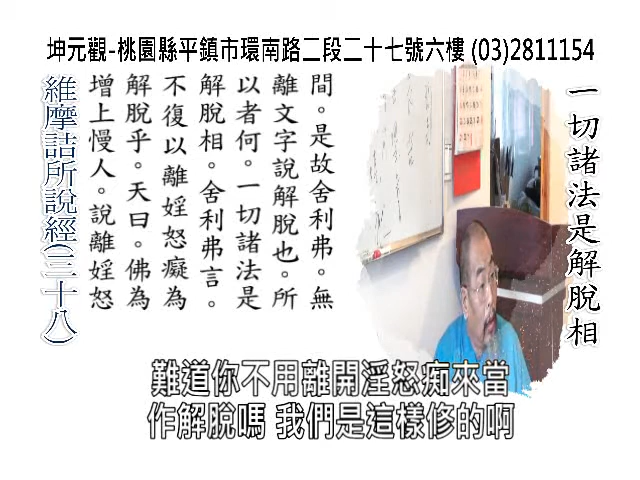 坤元觀-桃園縣平鎮市環南路二段二十七號六樓 (03)2811154
一切諸法是解脫相
間。是故舍利弗。無
離文字說解脫也。所
以者何。一切諸法是
解脫相。舍利弗言。
不復以離婬怒癡為
解脫乎。天曰。佛為
增上慢人。說離婬怒
維摩詰所說經(三十八)
難道你不用離開淫怒痴來當
作解脫嗎 我們是這樣修的啊